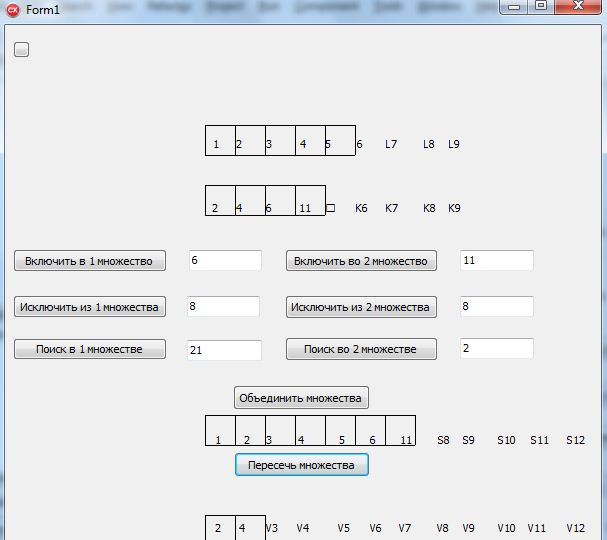 Form1
1 2 3 4 5 6 L7 L8 L9
2 4 6 11 □ K6 K7 K8 K9
Включить в 1 множество 6 Включить во 2 множество 11
Исключить из 1 множества 8 Исключить из 2 множества 8
Поиск в 1 множестве 21 Поиск во 2 множестве 2
Объединить множества
1 2 3 4 5 6 11 S8 S9 S10 S11 S12
Пересечь множества
2 4 V3 V4 V5 V6 V7 V8 V9 V10 V11 V12